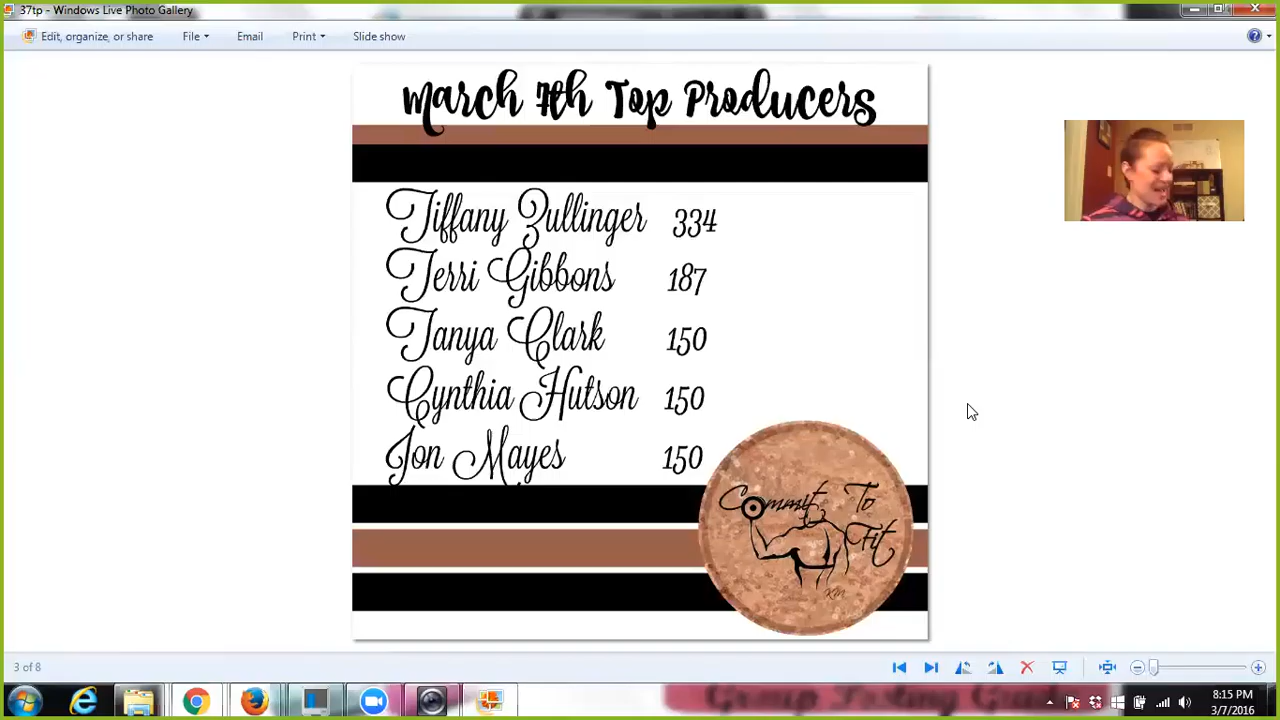 37tp - Windows Live Photo Gallery
Edit, organize, or share File Email Print Slide show
March 7th Top Producers
Tiffany Zullinger 334
Terri Gibbons 187
Tanya Clark 150
Cynthia Hutson 150
Jon Mayes 150
Commit To
Fit
KM
3 of 8
8:15 PM
3/7/2016